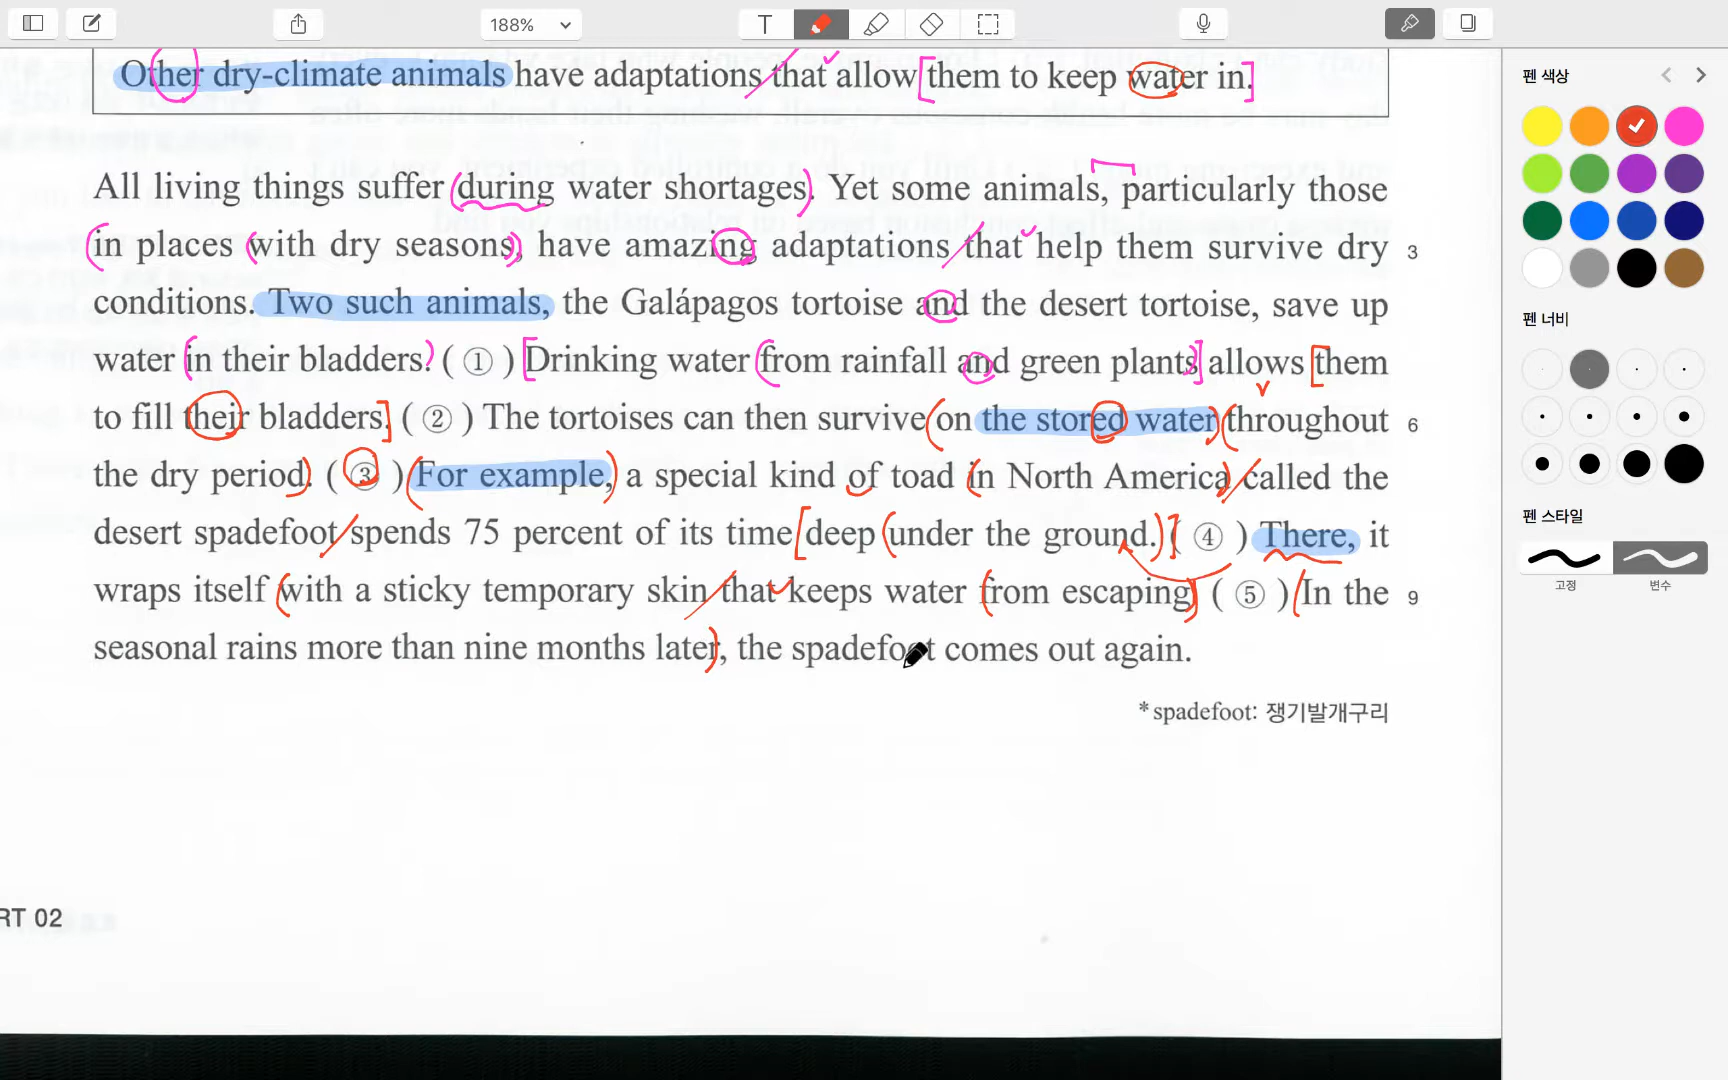 188%
T
펜 색상
Other dry-climate animals have adaptations that allow them to keep water in.
All living things suffer during water shortages. Yet some animals, particularly those
in places with dry seasons, have amazing adaptations that help them survive dry 3
conditions. Two such animals, the Galápagos tortoise and the desert tortoise, save up
펜 너비
water in their bladders. ( ① ) Drinking water from rainfall and green plants allows them
to fill their bladders. ( ② ) The tortoises can then survive on the stored water throughout 6
the dry period. ( ③ ) For example, a special kind of toad in North America called the
펜 스타일
desert spadefoot spends 75 percent of its time deep under the ground. ( ④ ) There, it
고정 변수
wraps itself with a sticky temporary skin that keeps water from escaping. ( ⑤ ) In the 9
seasonal rains more than nine months later, the spadefoot comes out again.
*spadefoot: 쟁기발개구리
RT 02